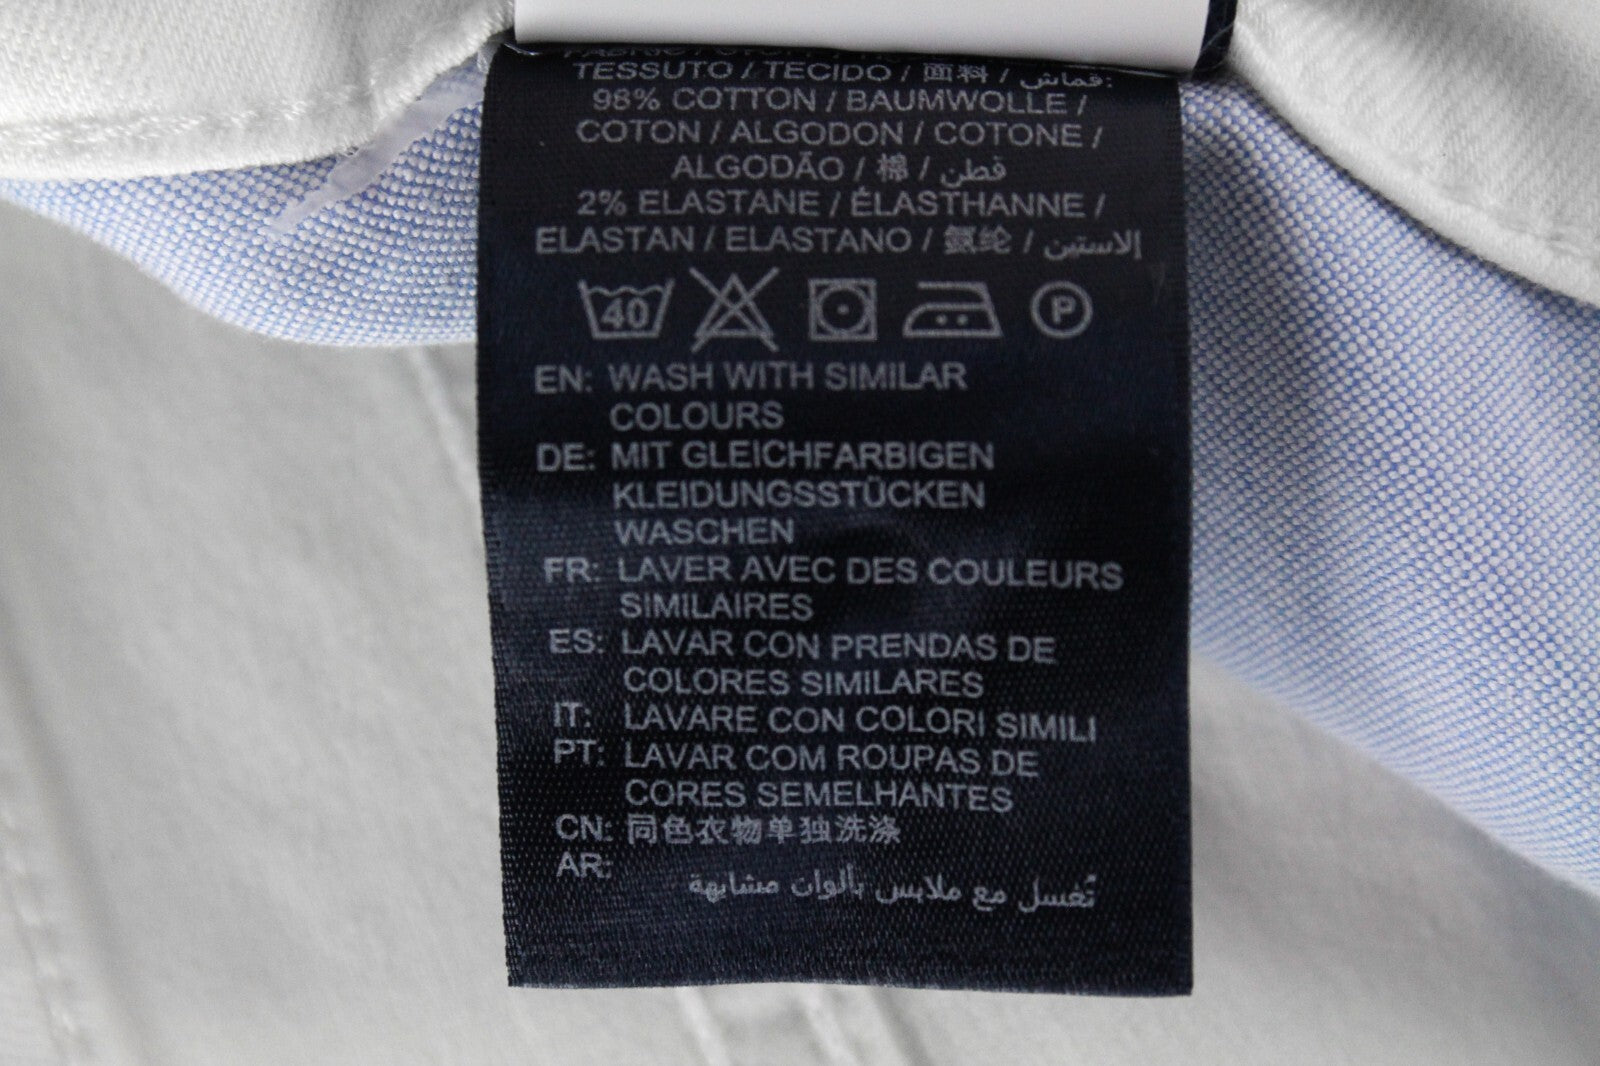 TESSUTO / TECIDO / 面料 / قماش:
98% COTTON / BAUMWOLLE /
COTON / ALGODON / COTONE /
ALGODÃO / 棉 / قطن
2% ELASTANE / ÉLASTHANNE /
ELASTAN / ELASTANO / 氨纶 / الاستين
40
P
EN: WASH WITH SIMILAR
COLOURS
DE: MIT GLEICHFARBIGEN
KLEIDUNGSSTÜCKEN
WASCHEN
FR: LAVER AVEC DES COULEURS
SIMILAIRES
ES: LAVAR CON PRENDAS DE
COLORES SIMILARES
IT: LAVARE CON COLORI SIMILI
PT: LAVAR COM ROUPAS DE
CORES SEMELHANTES
CN: 同色衣物单独洗涤
AR: تُغسل مع ملابس بألوان مشابهة